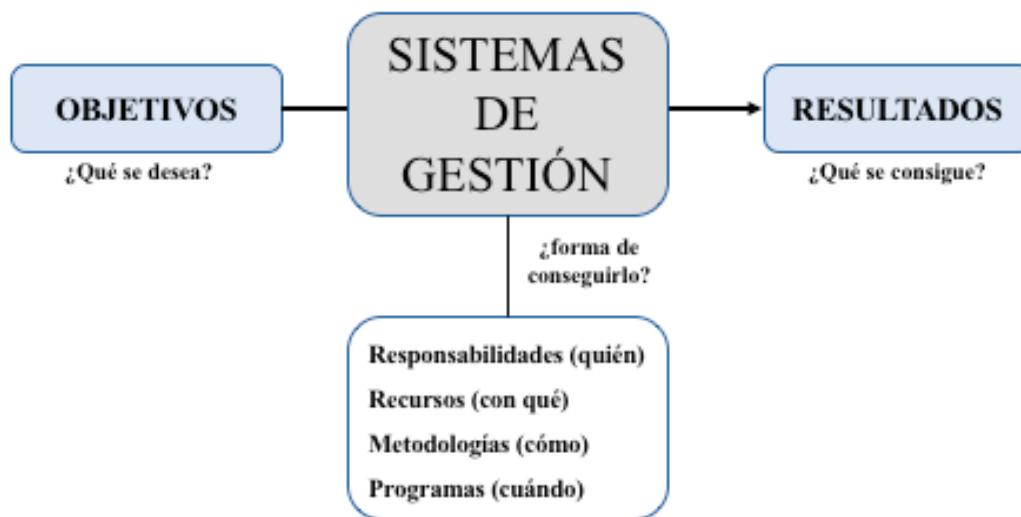 SISTEMAS
DE
GESTIÓN
OBJETIVOS
¿Qué se desea?
RESULTADOS
¿Qué se consigue?
¿forma de
conseguirlo?
Responsabilidades (quién)
Recursos (con qué)
Metodologías (cómo)
Programas (cuándo)